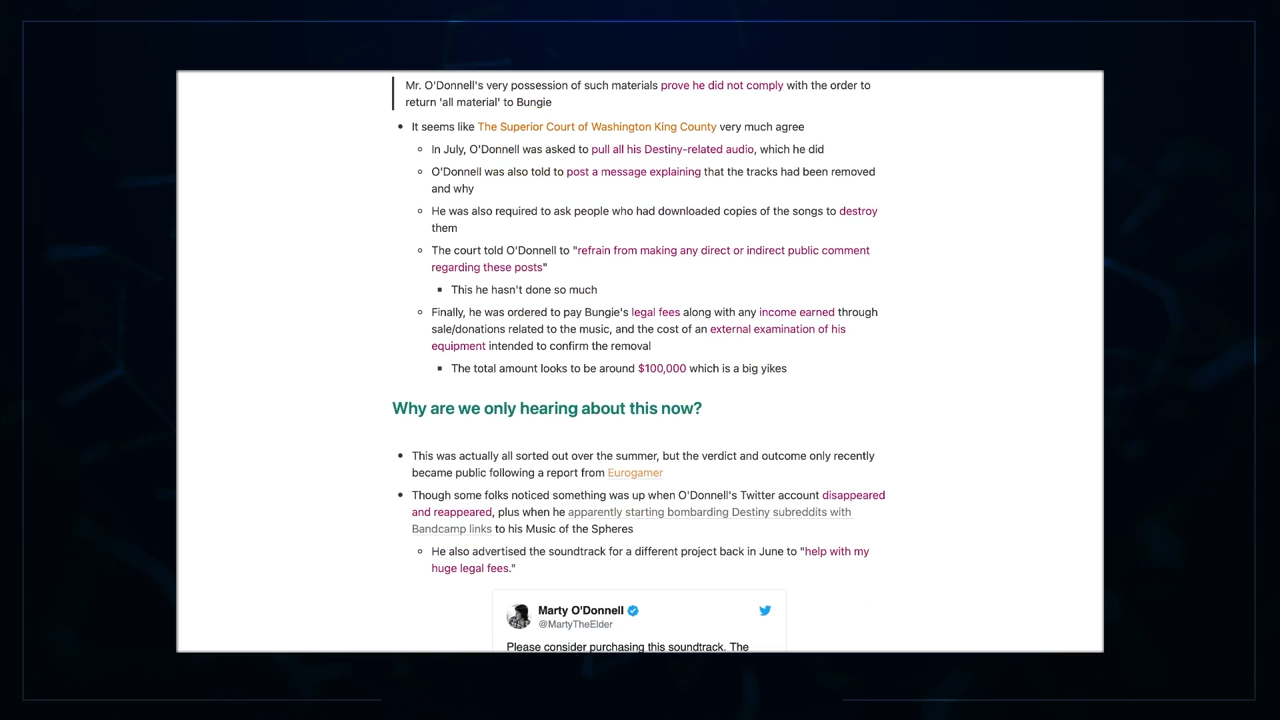 Mr. O'Donnell's very possession of such materials prove he did not comply with the order to
return 'all material' to Bungie
It seems like The Superior Court of Washington King County very much agree
In July, O'Donnell was asked to pull all his Destiny-related audio, which he did
O'Donnell was also told to post a message explaining that the tracks had been removed
and why
He was also required to ask people who had downloaded copies of the songs to destroy
them
The court told O'Donnell to "refrain from making any direct or indirect public comment
regarding these posts"
This he hasn't done so much
Finally, he was ordered to pay Bungie's legal fees along with any income earned through
sale/donations related to the music, and the cost of an external examination of his
equipment intended to confirm the removal
The total amount looks to be around $100,000 which is a big yikes
Why are we only hearing about this now?
This was actually all sorted out over the summer, but the verdict and outcome only recently
became public following a report from Eurogamer
Though some folks noticed something was up when O'Donnell's Twitter account disappeared
and reappeared, plus when he apparently starting bombarding Destiny subreddits with
Bandcamp links to his Music of the Spheres
He also advertised the soundtrack for a different project back in June to "help with my
huge legal fees."
Marty O'Donnell
@MartyTheElder
Please consider purchasing this soundtrack. The